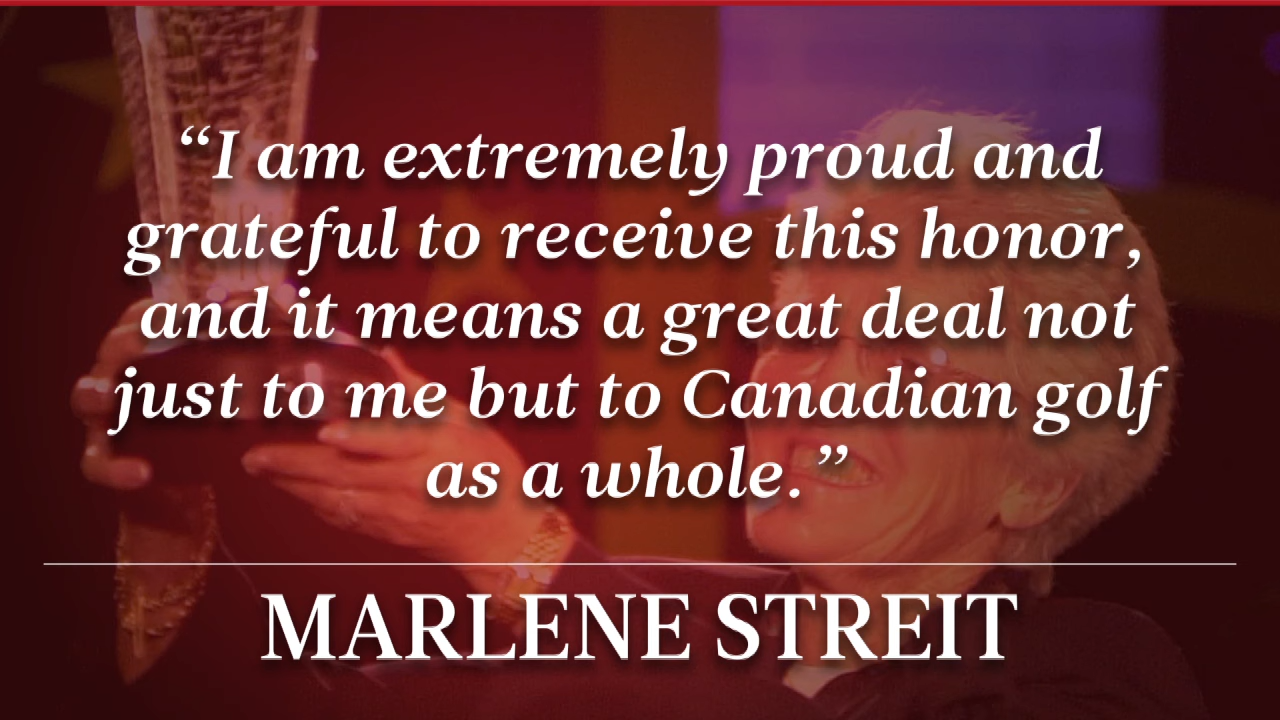 “I am extremely proud and
grateful to receive this honor,
and it means a great deal not
just to me but to Canadian golf
as a whole.”
MARLENE STREIT